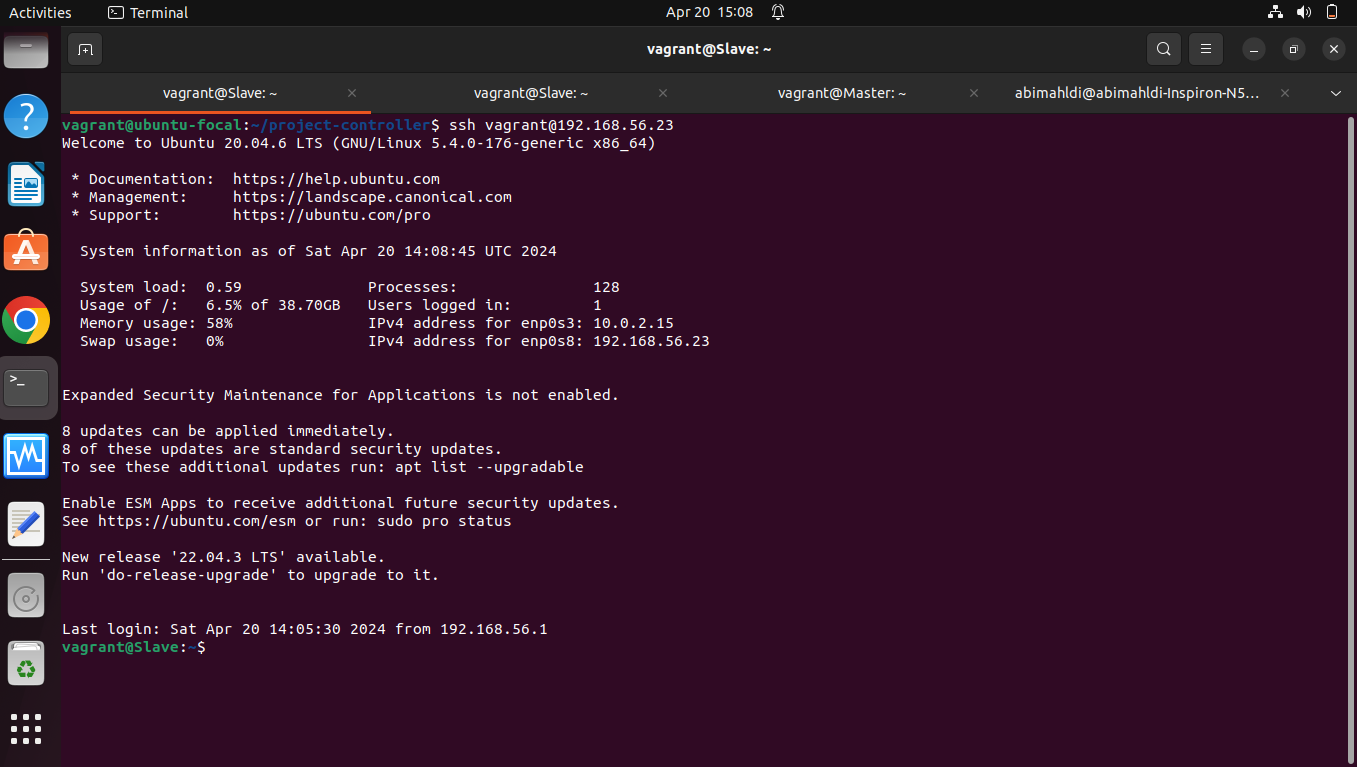 Activities Terminal Apr 20 15:08
vagrant@Slave: ~
vagrant@Slave: ~ vagrant@Slave: ~ vagrant@Master: ~ abimahldi@abimahldi-Inspiron-N5...
vagrant@ubuntu-focal:~/project-controller$ ssh vagrant@192.168.56.23
Welcome to Ubuntu 20.04.6 LTS (GNU/Linux 5.4.0-176-generic x86_64)
* Documentation: https://help.ubuntu.com
* Management: https://landscape.canonical.com
* Support: https://ubuntu.com/pro
System information as of Sat Apr 20 14:08:45 UTC 2024
System load: 0.59 Processes: 128
Usage of /: 6.5% of 38.70GB Users logged in: 1
Memory usage: 58% IPv4 address for enp0s3: 10.0.2.15
Swap usage: 0% IPv4 address for enp0s8: 192.168.56.23
Expanded Security Maintenance for Applications is not enabled.
8 updates can be applied immediately.
8 of these updates are standard security updates.
To see these additional updates run: apt list --upgradable
Enable ESM Apps to receive additional future security updates.
See https://ubuntu.com/esm or run: sudo pro status
New release '22.04.3 LTS' available.
Run 'do-release-upgrade' to upgrade to it.
Last login: Sat Apr 20 14:05:30 2024 from 192.168.56.1
vagrant@Slave:~$